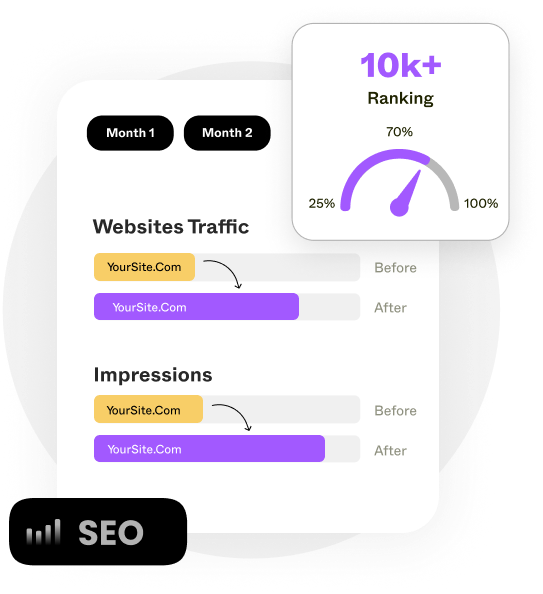 10k+
Ranking
70%
25%
100%
Month 1
Month 2
Websites Traffic
YourSite.Com
Before
YourSite.Com
After
Impressions
YourSite.Com
Before
YourSite.Com
After
SEO